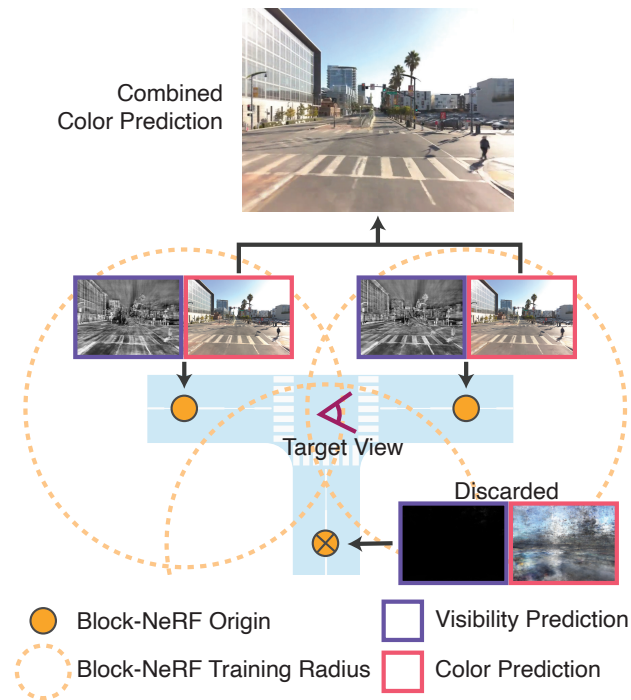 Combined
Color Prediction
Target View
Discarded
Block-NeRF Origin
Visibility Prediction
Block-NeRF Training Radius
Color Prediction